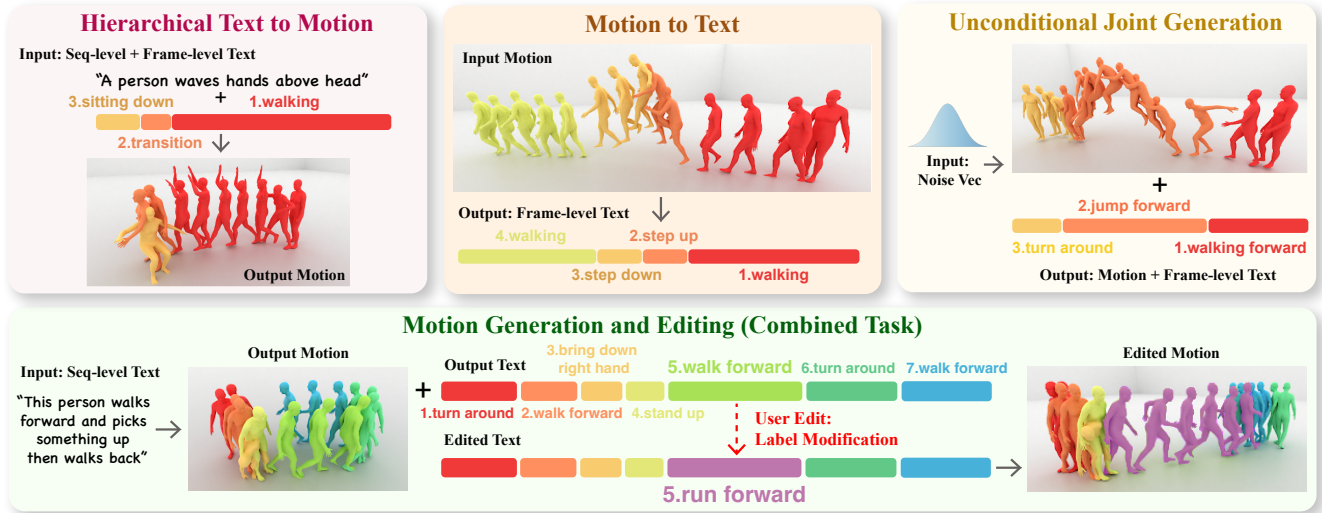 Hierarchical Text to Motion
Input: Seq-level + Frame-level Text
“A person waves hands above head”
+
3.sitting down
1.walking
2.transition
Output Motion
Motion to Text
Input Motion
Output: Frame-level Text
4.walking
2.step up
3.step down
1.walking
Unconditional Joint Generation
Input:
Noise Vec
+
2.jump forward
3.turn around
1.walking forward
Output: Motion + Frame-level Text
Motion Generation and Editing (Combined Task)
Input: Seq-level Text
“This person walks
forward and picks
something up
then walks back”
Output Motion
+
Output Text
3.bring down
right hand
5.walk forward
6.turn around
7.walk forward
1.turn around
2.walk forward
4.stand up
User Edit:
Label Modification
Edited Text
5.run forward
Edited Motion